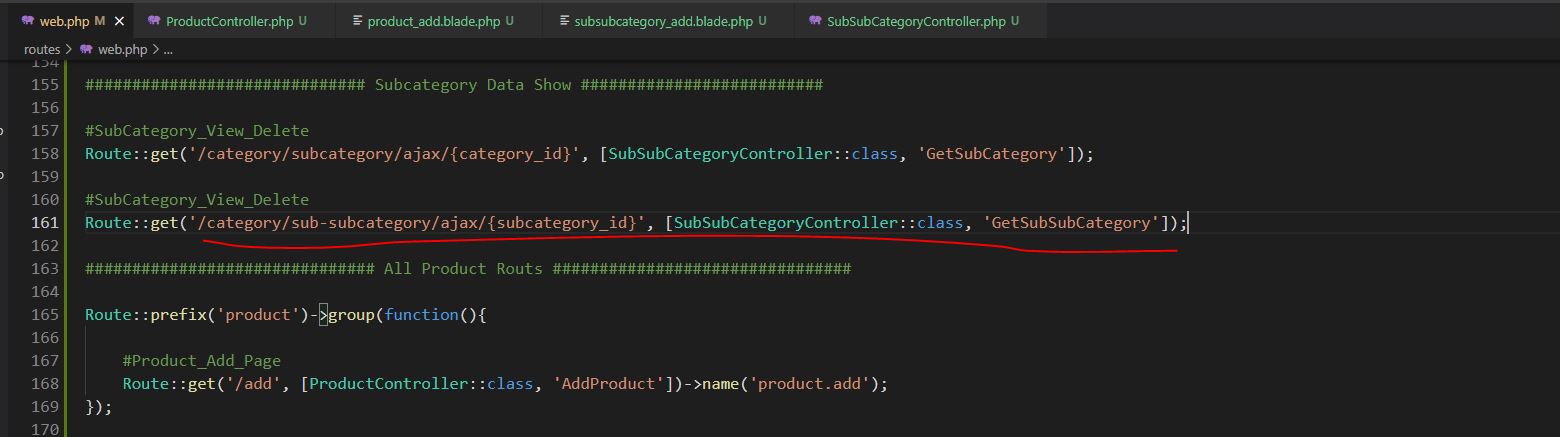 web.php M
ProductController.php U
product_add.blade.php U
subsubcategory_add.blade.php U
SubSubCategoryController.php U
routes > web.php > ...
154
155 ############################## Subcategory Data Show ##########################
156
157 #SubCategory_View_Delete
158 Route::get('/category/subcategory/ajax/{category_id}', [SubSubCategoryController::class, 'GetSubCategory']);
159
160 #SubCategory_View_Delete
161 Route::get('/category/sub-subcategory/ajax/{subcategory_id}', [SubSubCategoryController::class, 'GetSubSubCategory']);
162
163 ############################### All Product Routs ################################
164
165 Route::prefix('product')->group(function(){
166
167 #Product_Add_Page
168 Route::get('/add', [ProductController::class, 'AddProduct'])->name('product.add');
169 });
170